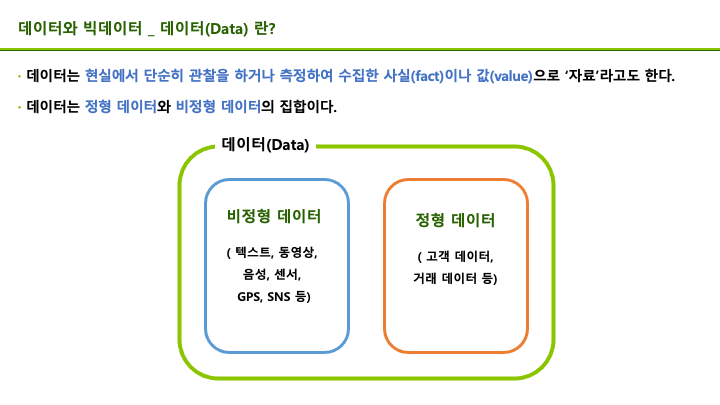 데이터와 빅데이터 _ 데이터(Data) 란?
· 데이터는 현실에서 단순히 관찰을 하거나 측정하여 수집한 사실(fact)이나 값(value)으로 ‘자료’라고도 한다.
· 데이터는 정형 데이터와 비정형 데이터의 집합이다.
데이터(Data)
비정형 데이터
( 텍스트, 동영상,
음성, 센서,
GPS, SNS 등)
정형 데이터
( 고객 데이터,
거래 데이터 등)